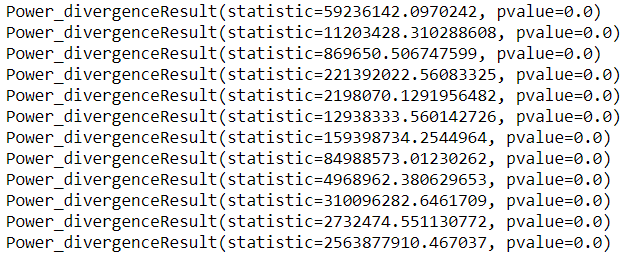 Power_divergenceResult(statistic=59236142.0970242, pvalue=0.0)
Power_divergenceResult(statistic=11203428.310288608, pvalue=0.0)
Power_divergenceResult(statistic=869650.506747599, pvalue=0.0)
Power_divergenceResult(statistic=221392022.56083325, pvalue=0.0)
Power_divergenceResult(statistic=2198070.1291956482, pvalue=0.0)
Power_divergenceResult(statistic=12938333.560142726, pvalue=0.0)
Power_divergenceResult(statistic=159398734.2544964, pvalue=0.0)
Power_divergenceResult(statistic=84988573.01230262, pvalue=0.0)
Power_divergenceResult(statistic=4968962.380629653, pvalue=0.0)
Power_divergenceResult(statistic=310096282.6461709, pvalue=0.0)
Power_divergenceResult(statistic=2732474.551130772, pvalue=0.0)
Power_divergenceResult(statistic=2563877910.467037, pvalue=0.0)